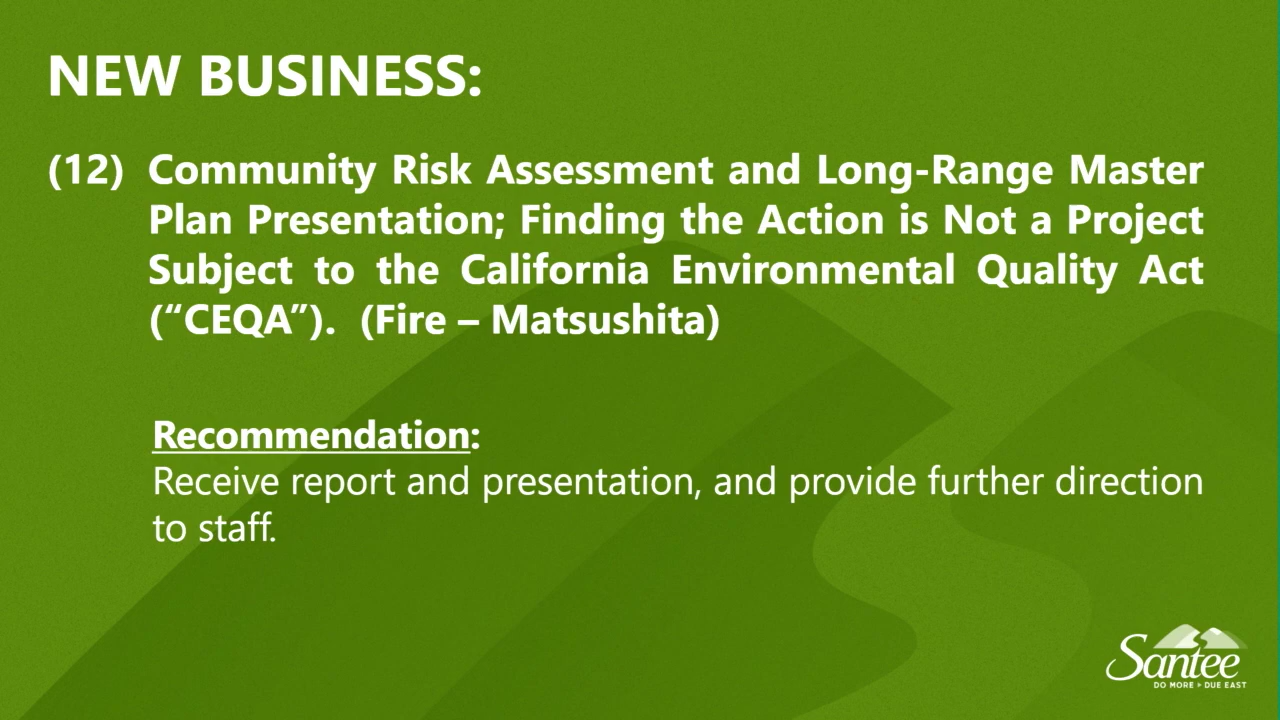 NEW BUSINESS:
(12) Community Risk Assessment and Long-Range Master
Plan Presentation; Finding the Action is Not a Project
Subject to the California Environmental Quality Act
(“CEQA”). (Fire – Matsushita)
Recommendation:
Receive report and presentation, and provide further direction
to staff.
Santee
DO MORE ▸ DUE EAST